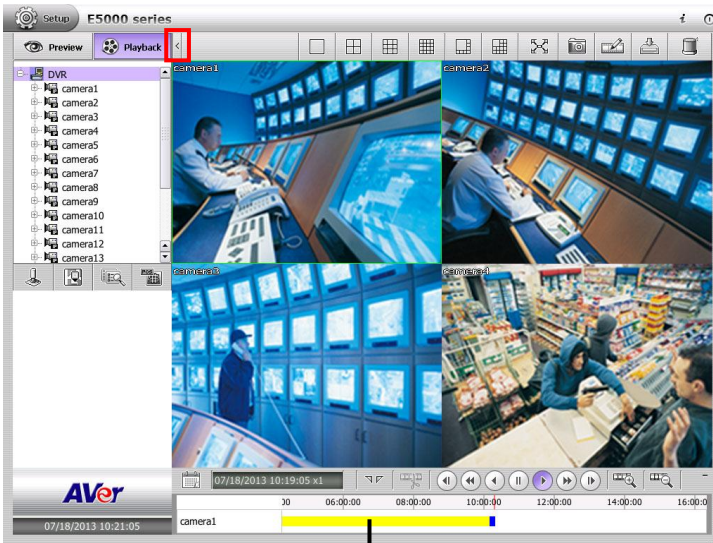 Setup E5000 series i
Preview Playback <
DVR
camera1
camera2
camera3
camera4
camera5
camera6
camera7
camera8
camera9
camera10
camera11
camera12
camera13
camera1
camera2
camera3
camera4
POS
07/18/2013 10:19:05 x1
AVer
07/18/2013 10:21:05
00 06:00:00 08:00:00 10:00:00 12:00:00 14:00:00 16:00:0
camera1